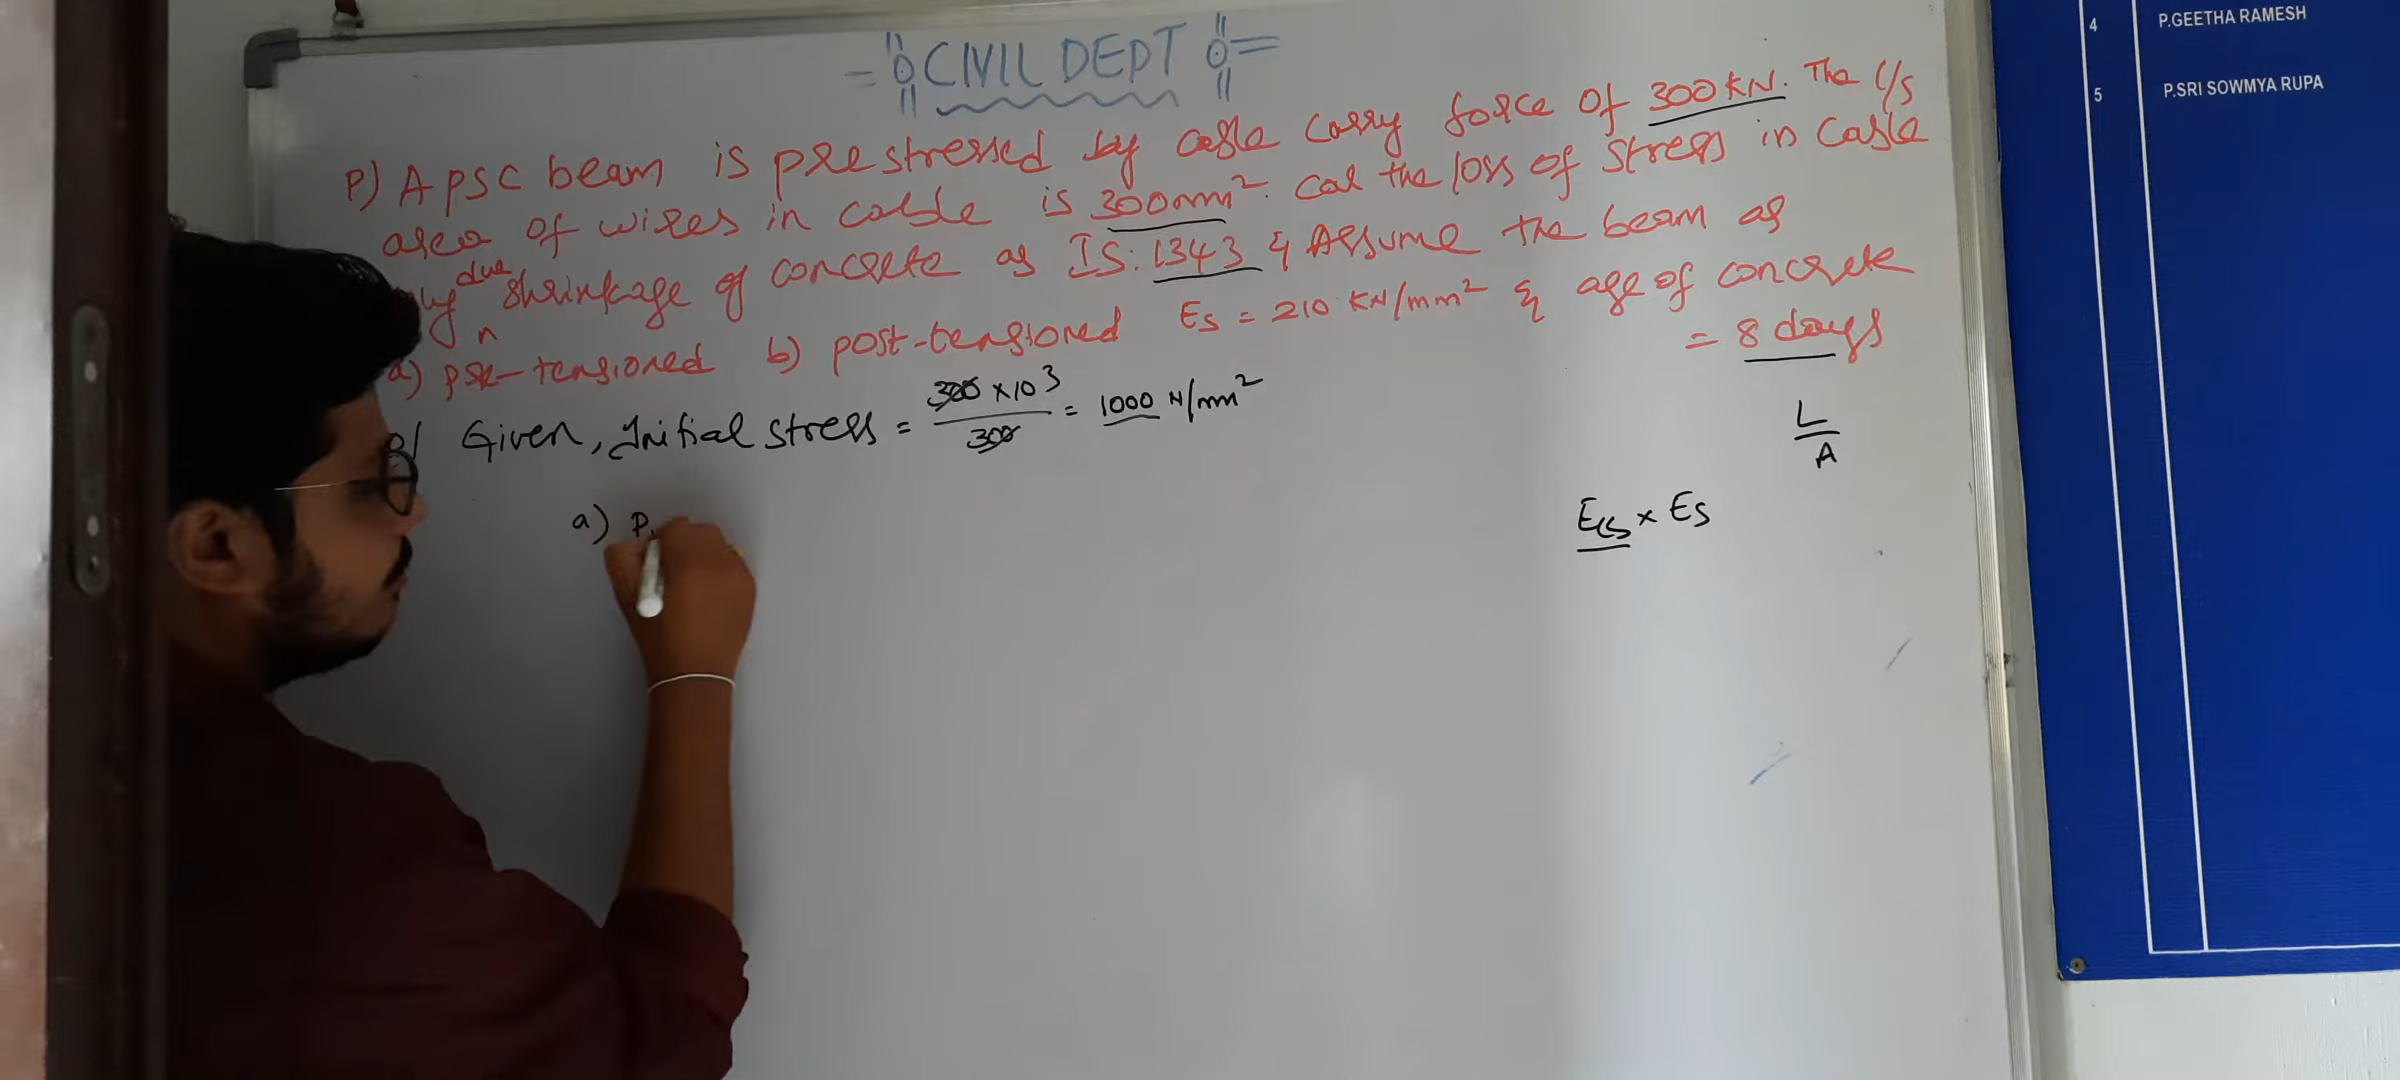 CIVIL DEPT
P) A PSC beam is prestressed by cable carry force of 300 KN. The C/S
area of wires in cable is 300mm². Cal the loss of stress in Cable
due
shrinkage of concrete as IS:1343 & Assume the beam as
a) pre-tensioned b) post-tensioned Es = 210 KN/mm² & age of concrete
= 8 days
Given, Initial stress = 300 × 10³ / 300 = 1000 N/mm²
L
A
a) P
Ecs × Es
4 P.GEETHA RAMESH
5 P.SRI SOWMYA RUPA